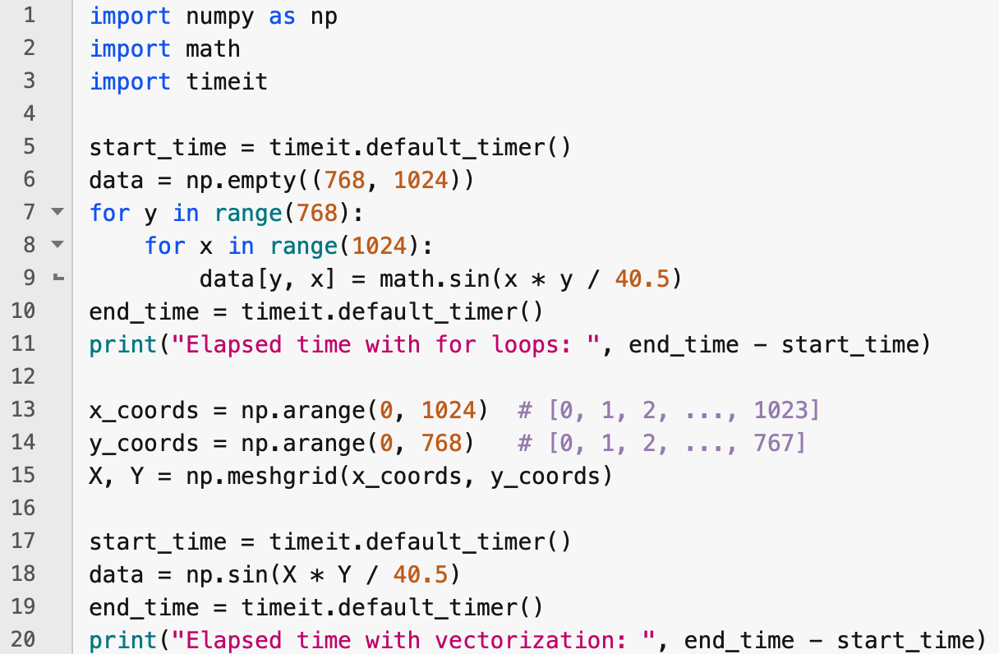 1 import numpy as np
2 import math
3 import timeit
4
5 start_time = timeit.default_timer()
6 data = np.empty((768, 1024))
7 for y in range(768):
8     for x in range(1024):
9         data[y, x] = math.sin(x * y / 40.5)
10 end_time = timeit.default_timer()
11 print("Elapsed time with for loops: ", end_time - start_time)
12
13 x_coords = np.arange(0, 1024)  # [0, 1, 2, ..., 1023]
14 y_coords = np.arange(0, 768)   # [0, 1, 2, ..., 767]
15 X, Y = np.meshgrid(x_coords, y_coords)
16
17 start_time = timeit.default_timer()
18 data = np.sin(X * Y / 40.5)
19 end_time = timeit.default_timer()
20 print("Elapsed time with vectorization: ", end_time - start_time)